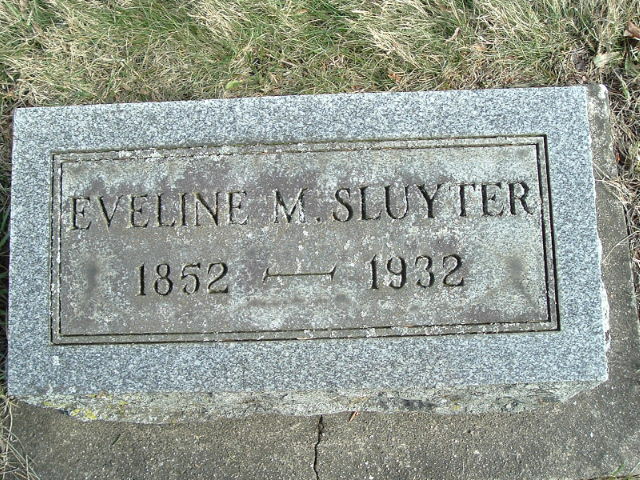 EVELINE M. SLUYTER
1852 — 1932